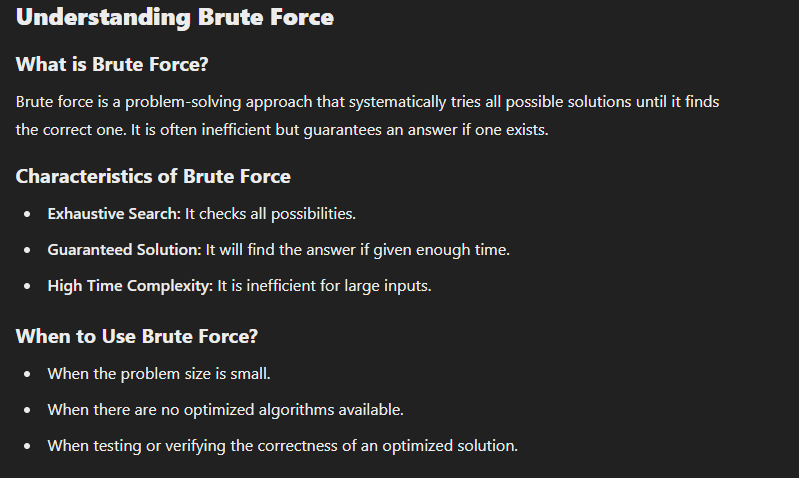 Understanding Brute Force
What is Brute Force?
Brute force is a problem-solving approach that systematically tries all possible solutions until it finds
the correct one. It is often inefficient but guarantees an answer if one exists.
Characteristics of Brute Force
• Exhaustive Search: It checks all possibilities.
• Guaranteed Solution: It will find the answer if given enough time.
• High Time Complexity: It is inefficient for large inputs.
When to Use Brute Force?
• When the problem size is small.
• When there are no optimized algorithms available.
• When testing or verifying the correctness of an optimized solution.